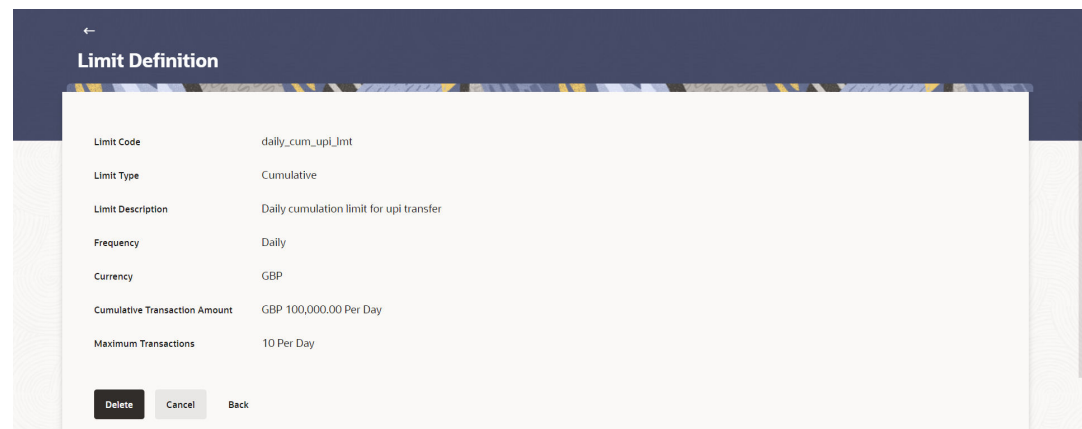 ←
Limit Definition
Limit Code daily_cum_upi_lmt
Limit Type Cumulative
Limit Description Daily cumulation limit for upi transfer
Frequency Daily
Currency GBP
Cumulative Transaction Amount GBP 100,000.00 Per Day
Maximum Transactions 10 Per Day
Delete Cancel Back